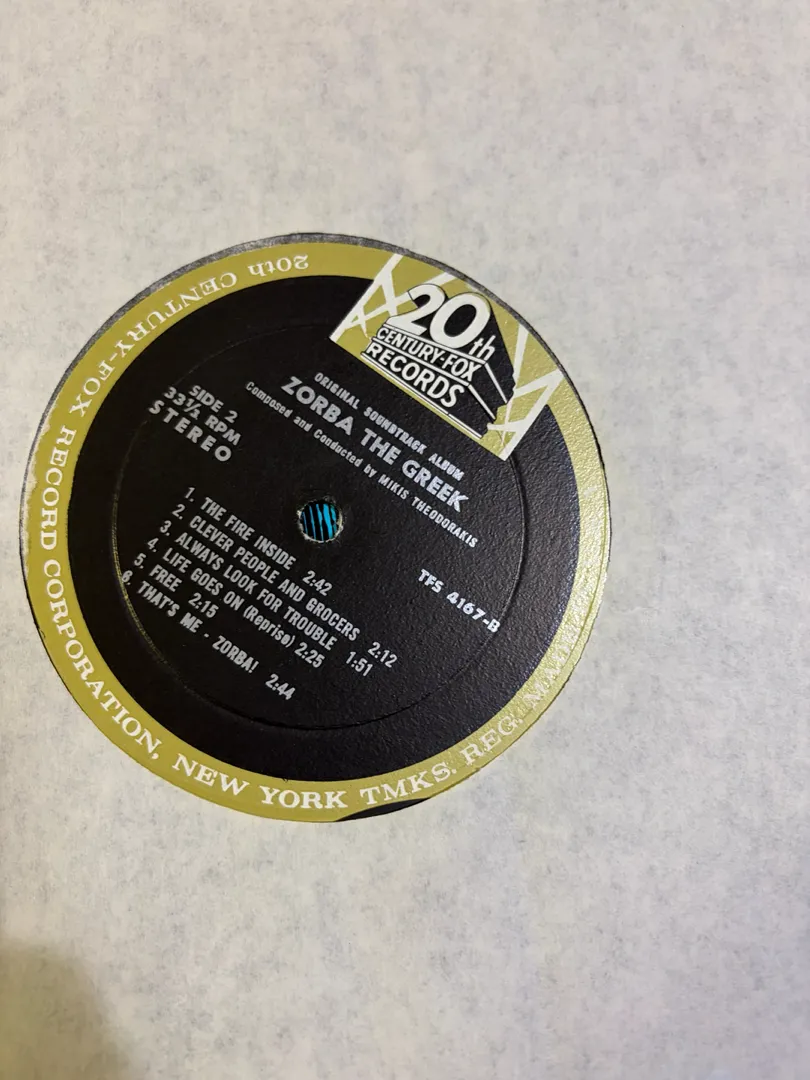 20th
CENTURY-FOX
RECORDS
ORIGINAL SOUNDTRACK ALBUM
ZORBA THE GREEK
Composed and Conducted by MIKIS THEODORAKIS
SIDE 2
33⅓ RPM
STEREO
TFS 4167-B
1. THE FIRE INSIDE 2:42
2. CLEVER PEOPLE AND GROCERS 2:12
3. ALWAYS LOOK FOR TROUBLE 1:51
4. LIFE GOES ON (Reprise) 2:25
5. FREE 2:15
6. THAT'S ME - ZORBA! 2:44
20th CENTURY-FOX RECORD CORPORATION, NEW YORK TMKS. REG.